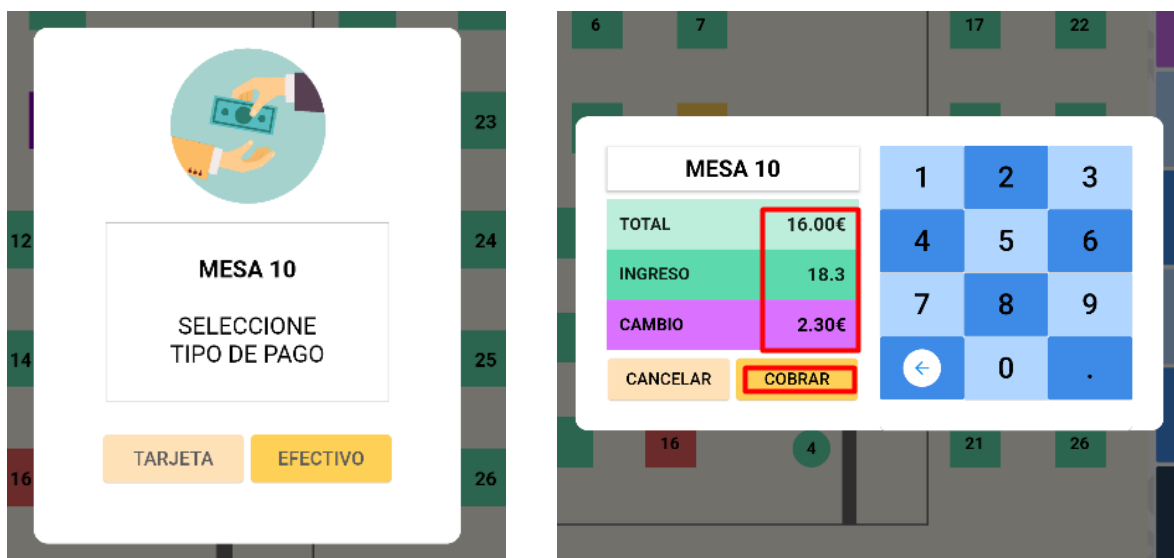 23
12
24
MESA 10
SELECCIONE
TIPO DE PAGO
14
25
TARJETA
EFECTIVO
16
26
6
7
17
22
MESA 10
TOTAL
16.00€
INGRESO
18.3
CAMBIO
2.30€
CANCELAR
COBRAR
1
2
3
4
5
6
7
8
9
0
.
16
4
21
26